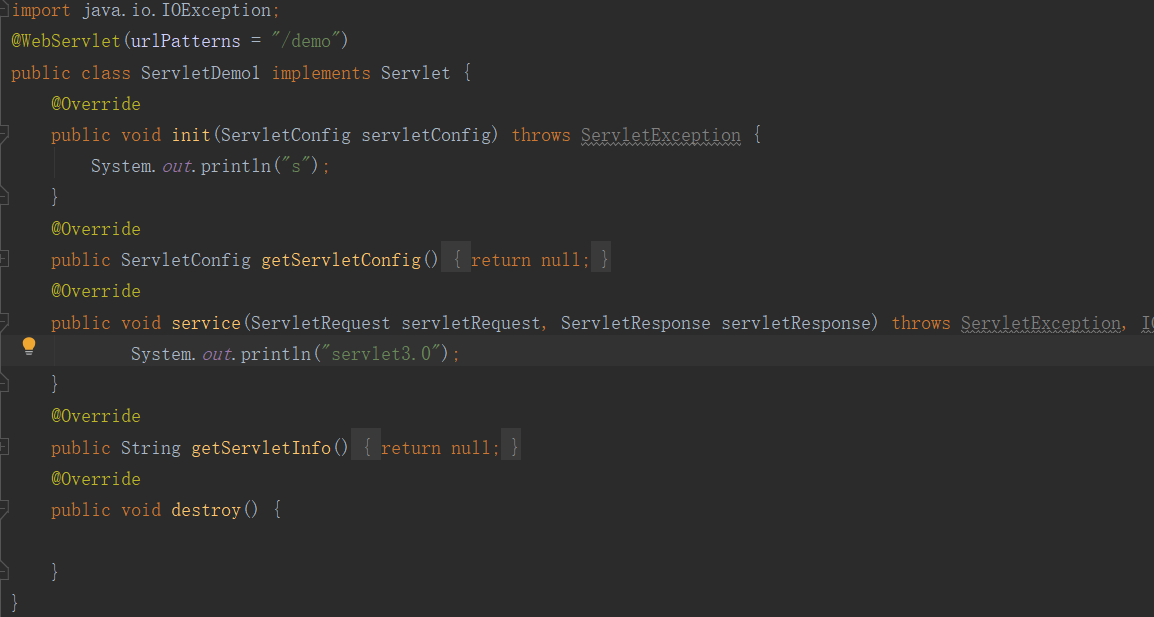 import java.io.IOException;
@WebServlet(urlPatterns = "/demo")
public class ServletDemo1 implements Servlet {
    @Override
    public void init(ServletConfig servletConfig) throws ServletException {
        System.out.println("s");
    }
    @Override
    public ServletConfig getServletConfig() { return null; }
    @Override
    public void service(ServletRequest servletRequest, ServletResponse servletResponse) throws ServletException,
            System.out.println("servlet3.0");
    }
    @Override
    public String getServletInfo() { return null; }
    @Override
    public void destroy() {
    }
}